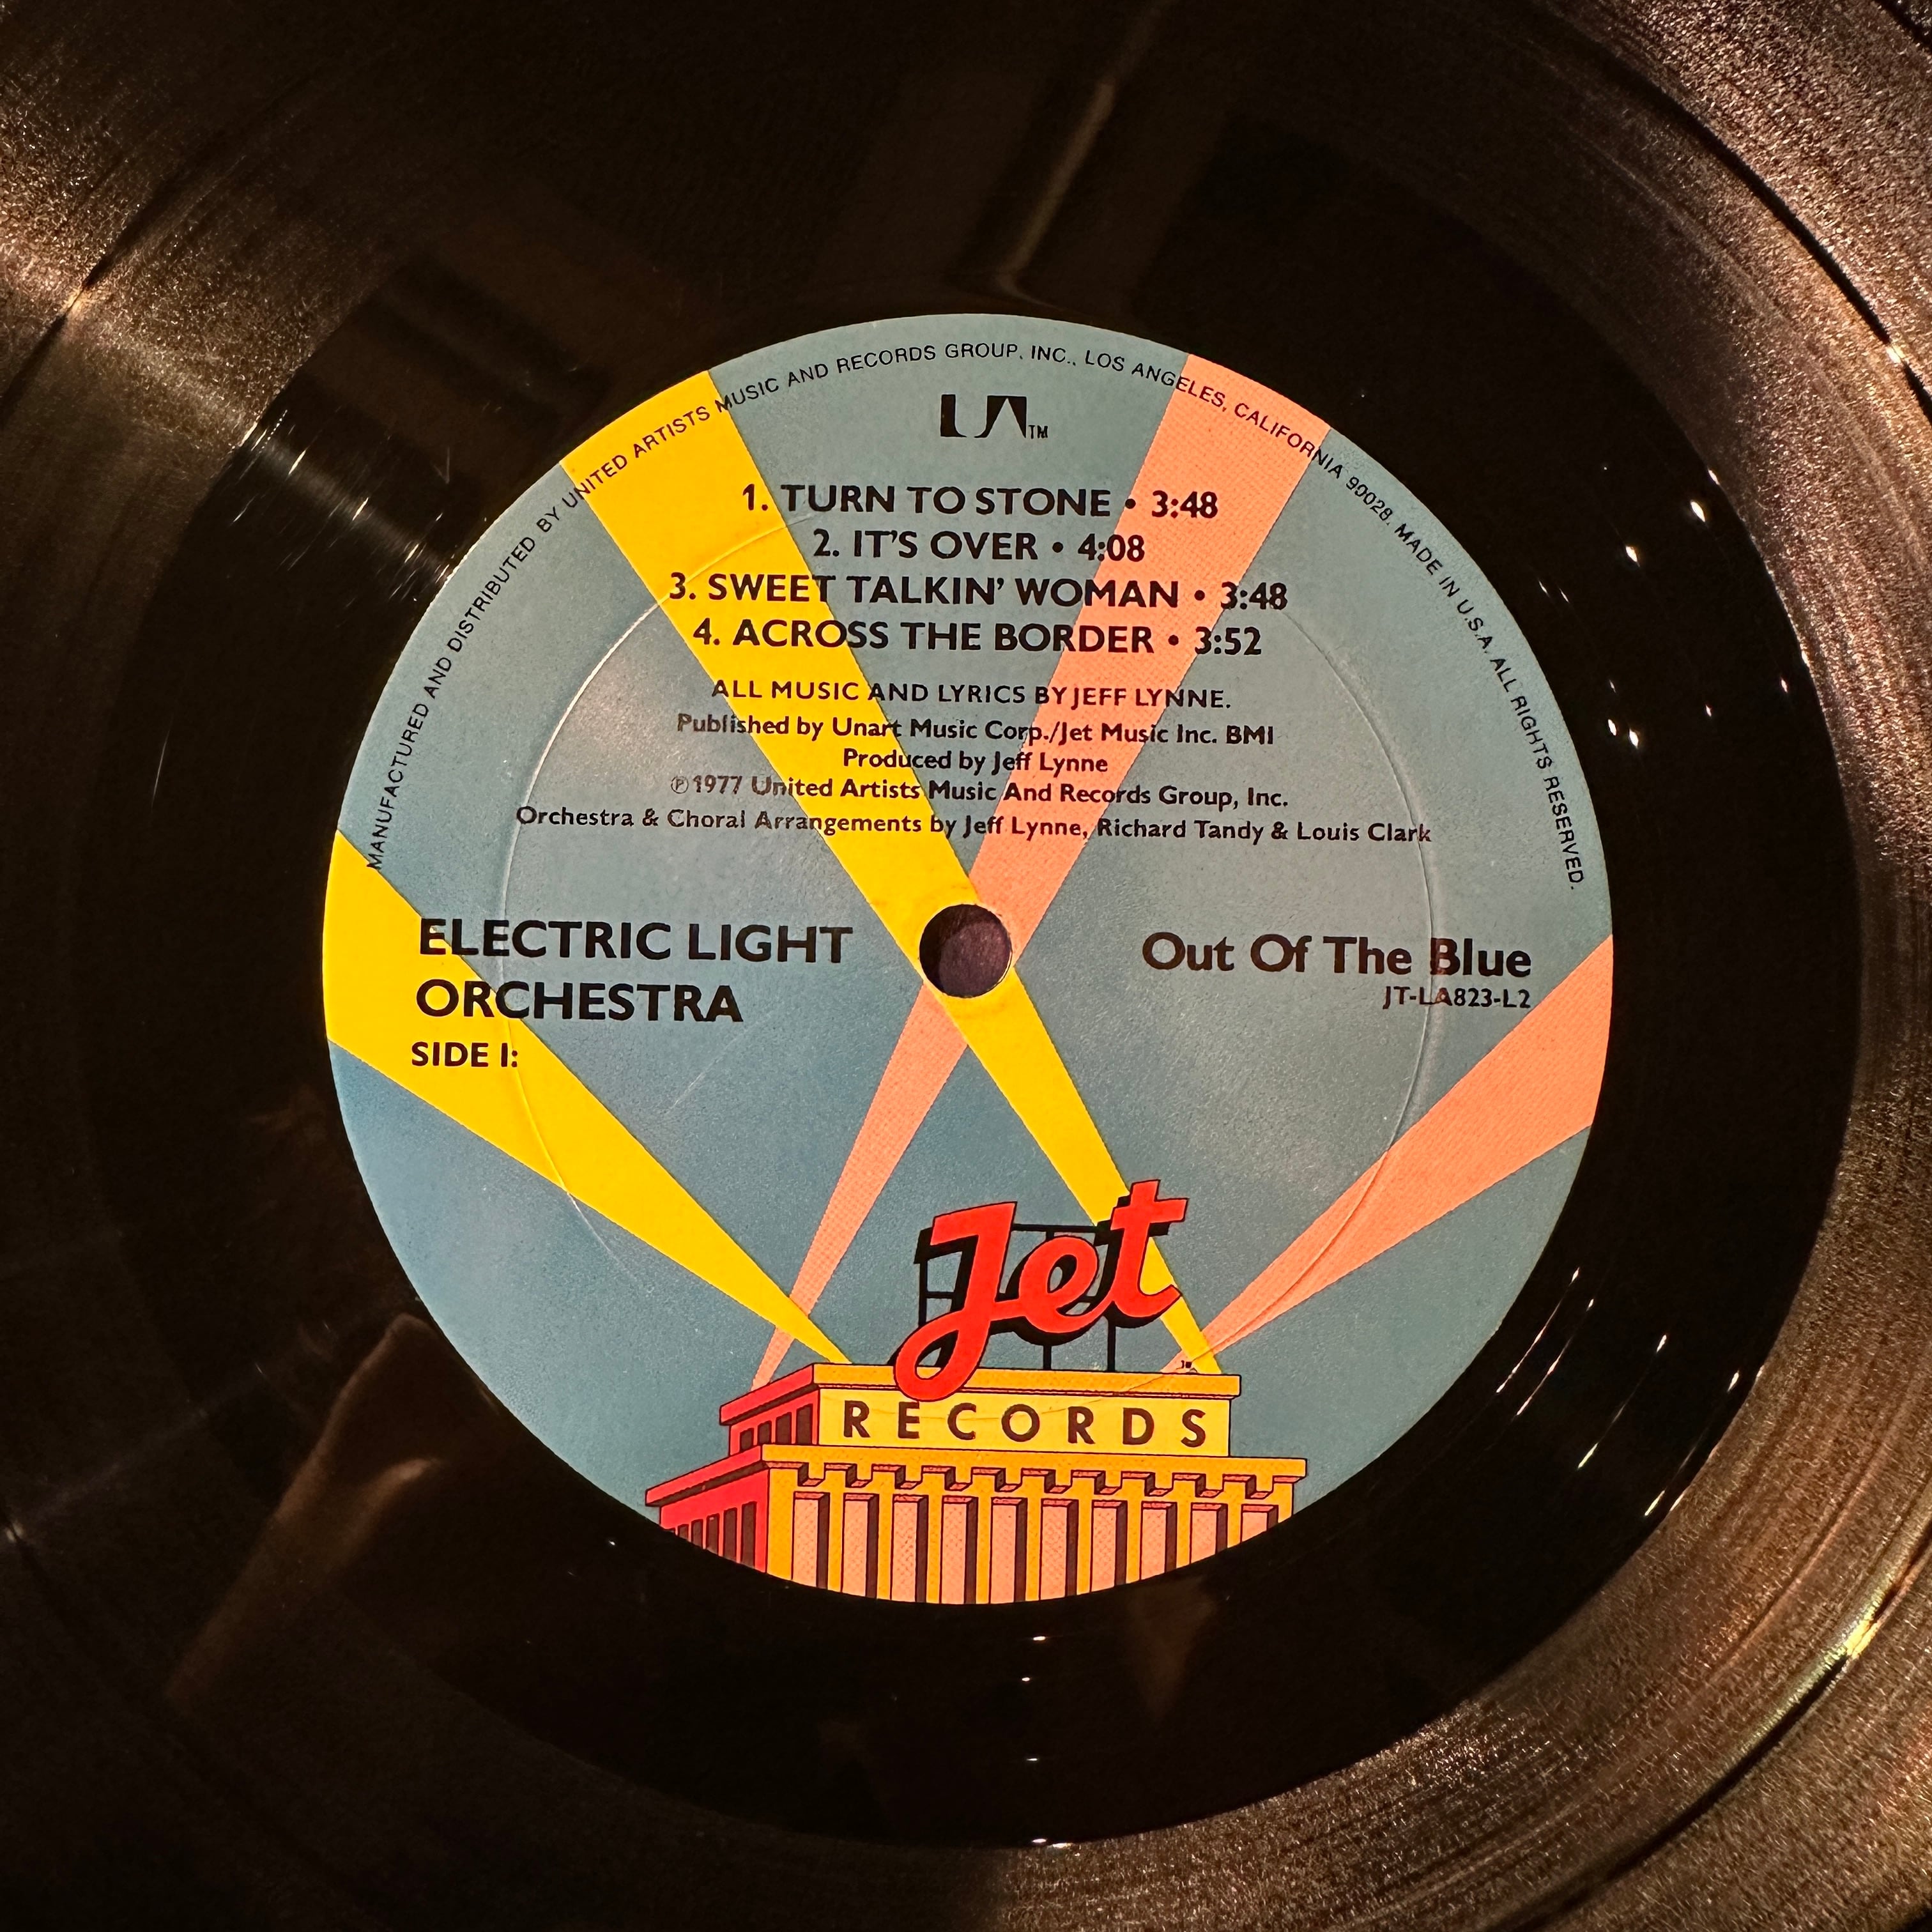 MANUFACTURED AND DISTRIBUTED BY UNITED ARTISTS MUSIC AND RECORDS GROUP, INC., LOS ANGELES, CALIFORNIA 90028. MADE IN U.S.A. ALL RIGHTS RESERVED.
UA TM
1. TURN TO STONE • 3:48
2. IT'S OVER • 4:08
3. SWEET TALKIN' WOMAN • 3:48
4. ACROSS THE BORDER • 3:52
ALL MUSIC AND LYRICS BY JEFF LYNNE.
Published by Unart Music Corp./Jet Music Inc. BMI
Produced by Jeff Lynne
℗1977 United Artists Music And Records Group, Inc.
Orchestra & Choral Arrangements by Jeff Lynne, Richard Tandy & Louis Clark
ELECTRIC LIGHT
ORCHESTRA
SIDE I:
Out Of The Blue
JT-LA823-L2
Jet
TM
RECORDS